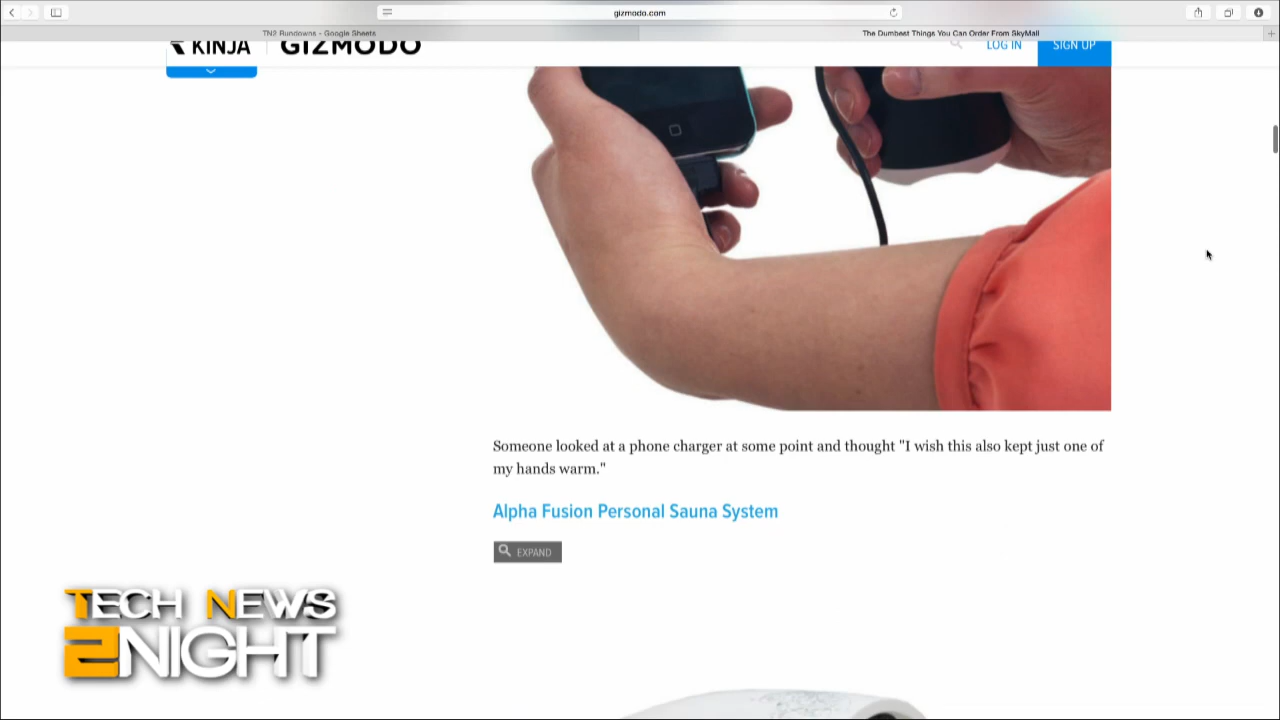 gizmodo.com
TN2 Rundowns - Google Sheets
The Dumbest Things You Can Order From SkyMall
KINJA
GIZMODO
LOG IN
SIGN UP
Someone looked at a phone charger at some point and thought "I wish this also kept just one of
my hands warm."
Alpha Fusion Personal Sauna System
EXPAND
TECH NEWS
2NIGHT